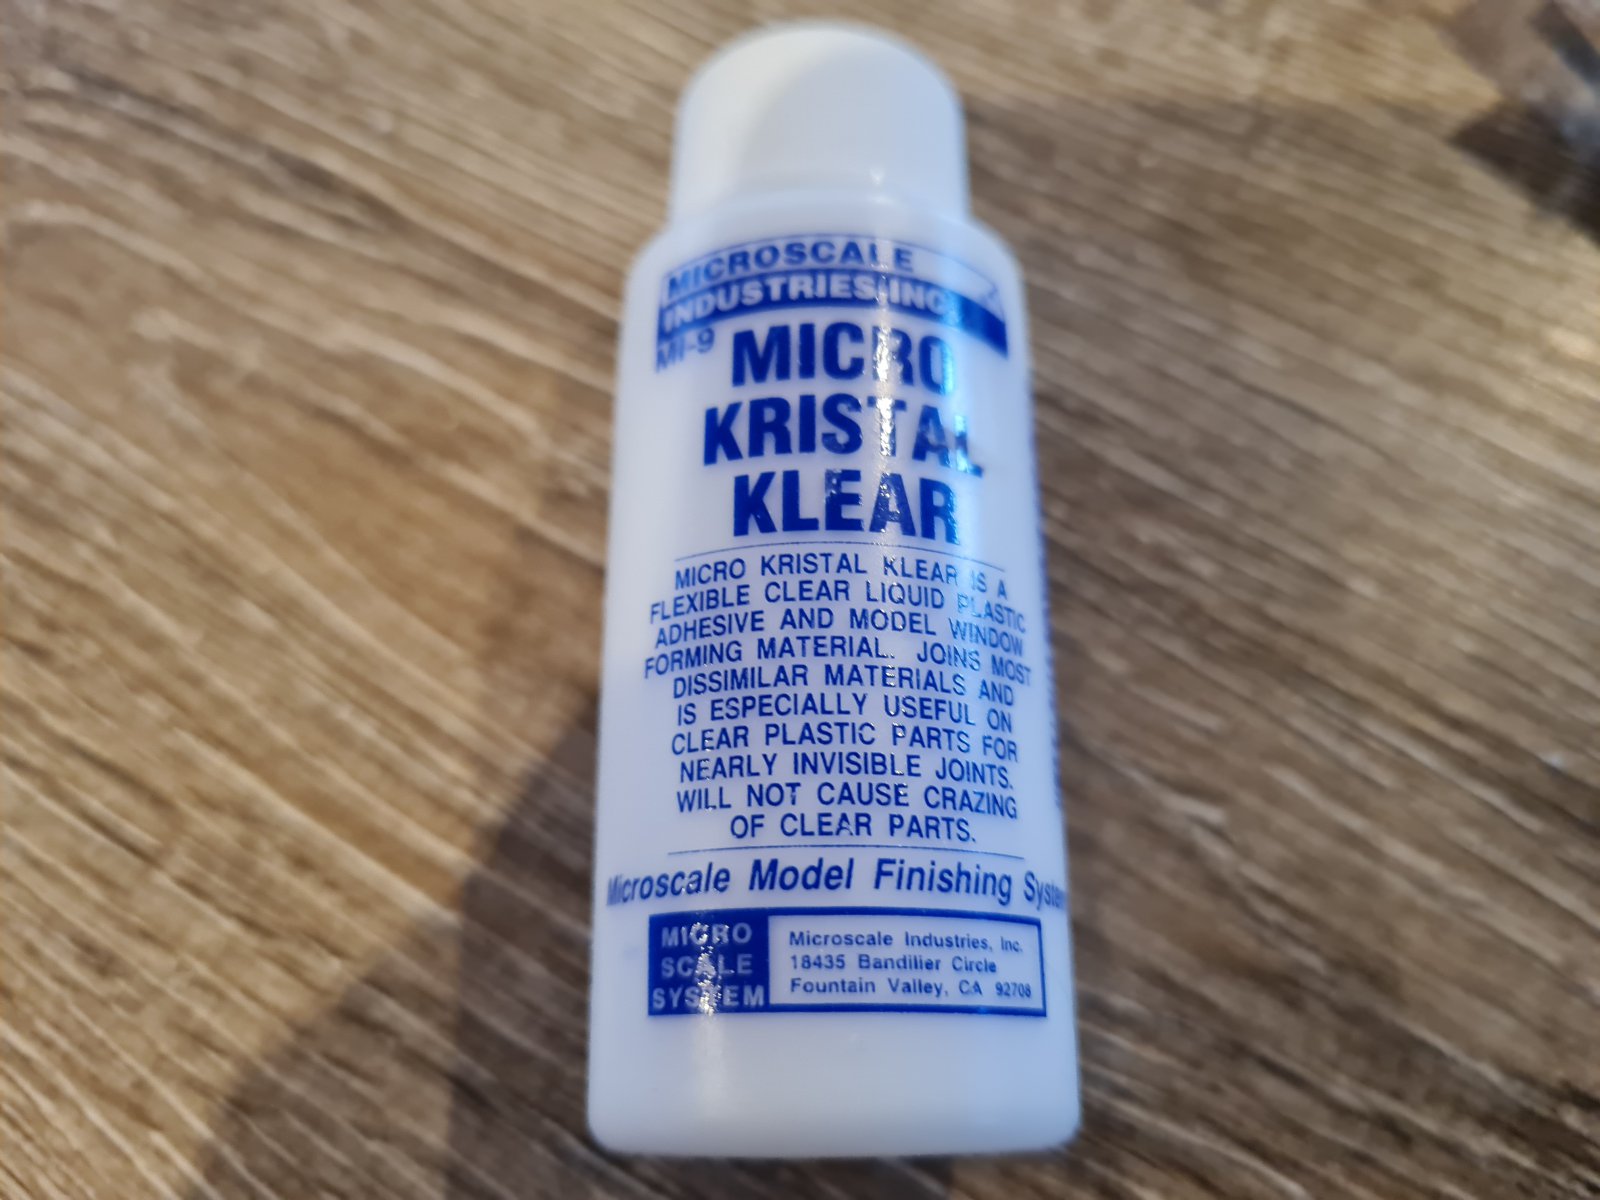 MICROSCALE
INDUSTRIES, INC.
MI-9
MICRO
KRISTAL
KLEAR
MICRO KRISTAL KLEAR IS A
FLEXIBLE CLEAR LIQUID PLASTIC
ADHESIVE AND MODEL WINDOW
FORMING MATERIAL. JOINS MOST
DISSIMILAR MATERIALS AND
IS ESPECIALLY USEFUL ON
CLEAR PLASTIC PARTS FOR
NEARLY INVISIBLE JOINTS.
WILL NOT CAUSE CRAZING
OF CLEAR PARTS.
Microscale Model Finishing System
MICRO
SCALE
SYSTEM
Microscale Industries, Inc.
18435 Bandilier Circle
Fountain Valley, CA 92708